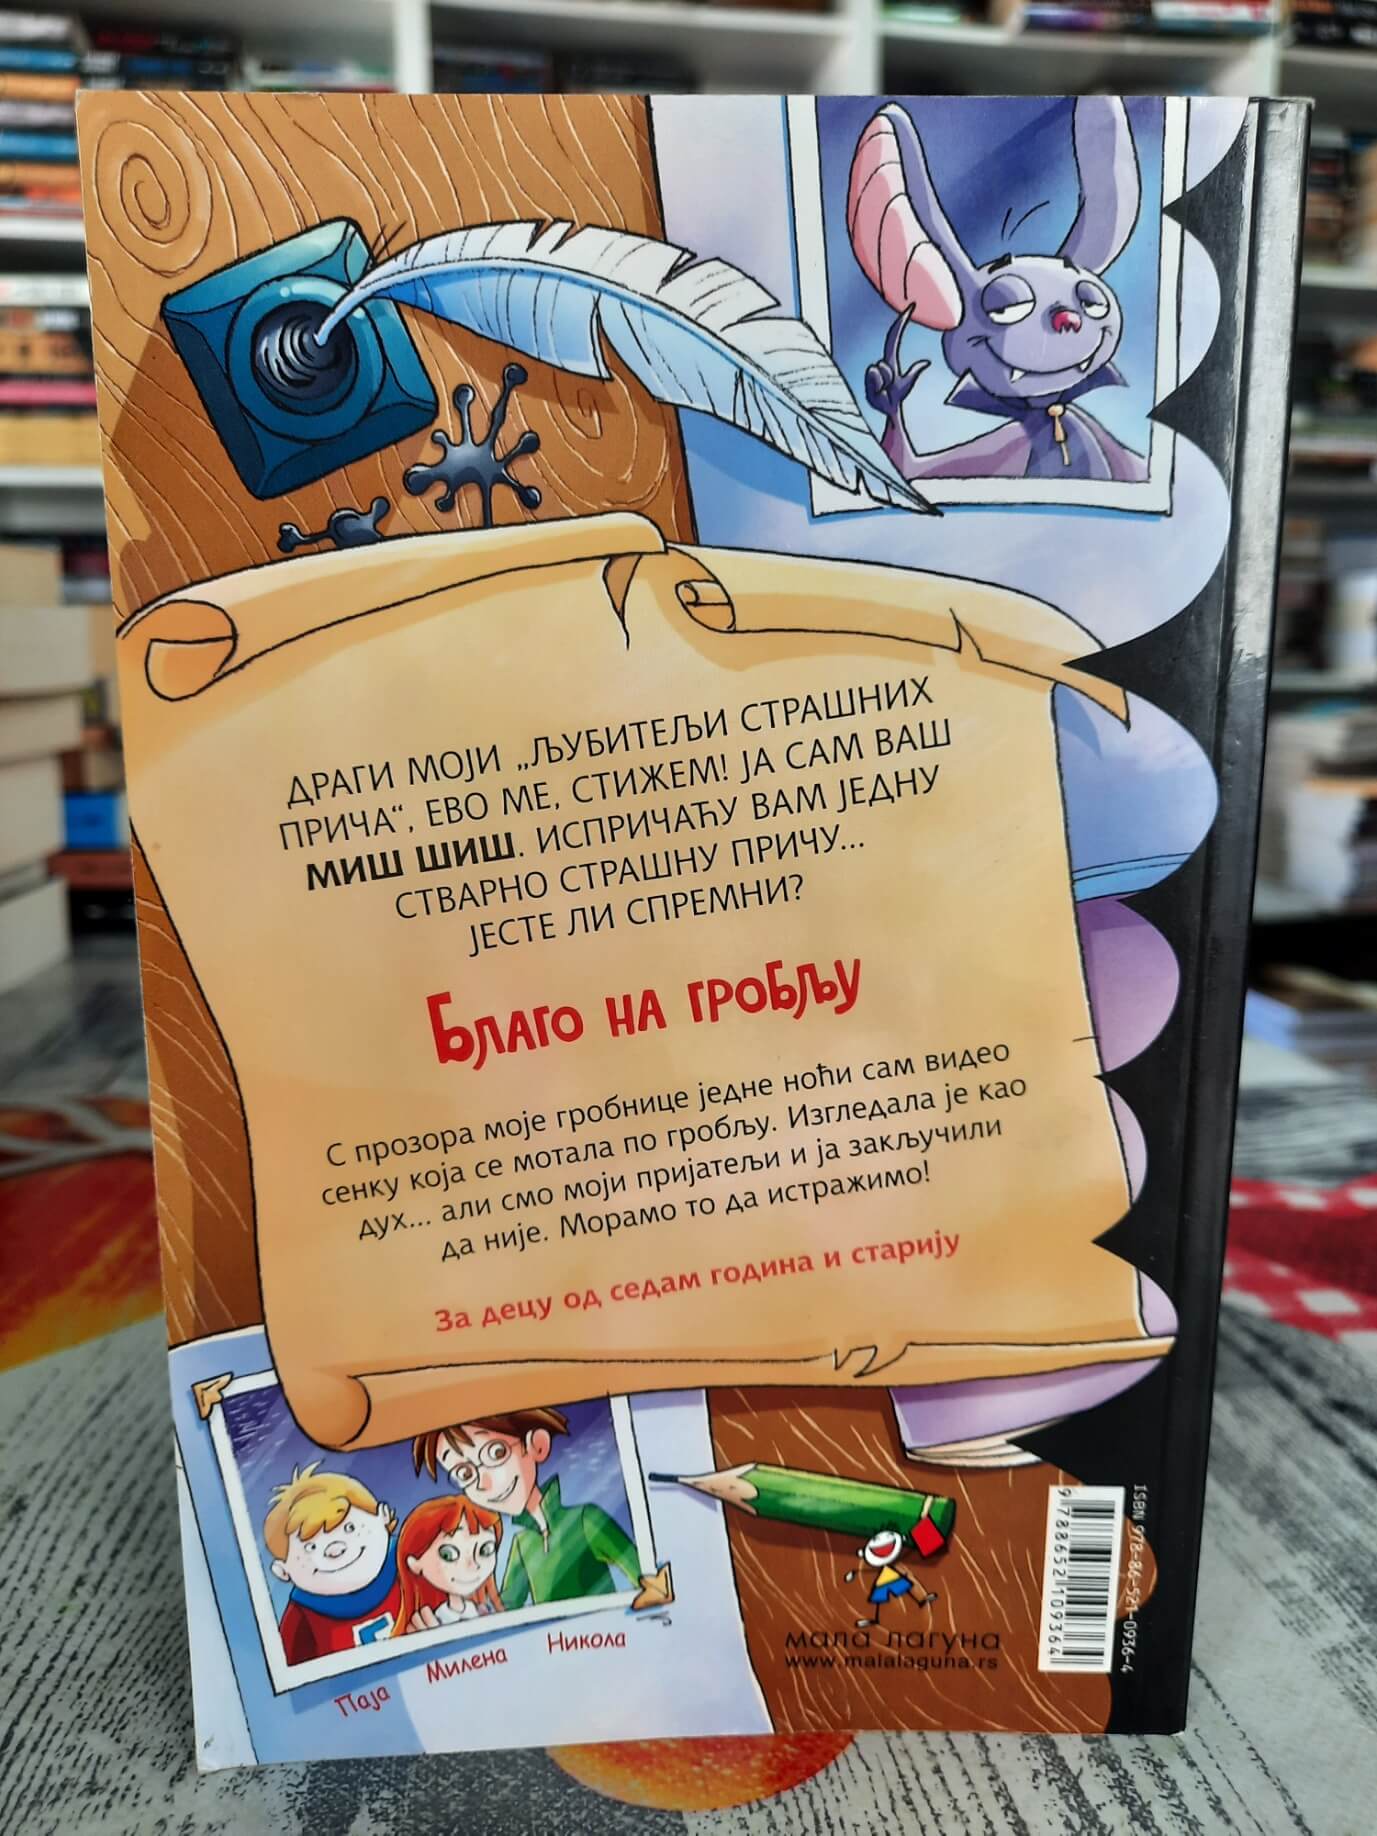 ДРАГИ МОЈИ „ЉУБИТЕЉИ СТРАШНИХ
ПРИЧА“, ЕВО МЕ, СТИЖЕМ! ЈА САМ ВАШ
МИШ ШИШ. ИСПРИЧАЋУ ВАМ ЈЕДНУ
СТВАРНО СТРАШНУ ПРИЧУ...
ЈЕСТЕ ЛИ СПРЕМНИ?
Благо на гробљу
С прозора моје гробнице једне ноћи сам видео
сенку која се мотала по гробљу. Изгледала је као
дух... али смо моји пријатељи и ја закључили
да није. Морамо то да истражимо!
За децу од седам година и старију
Паја
Милена
Никола
мала лагуна
www.malalaguna.rs
ISBN 978-86-521-0936-4
9788652109364